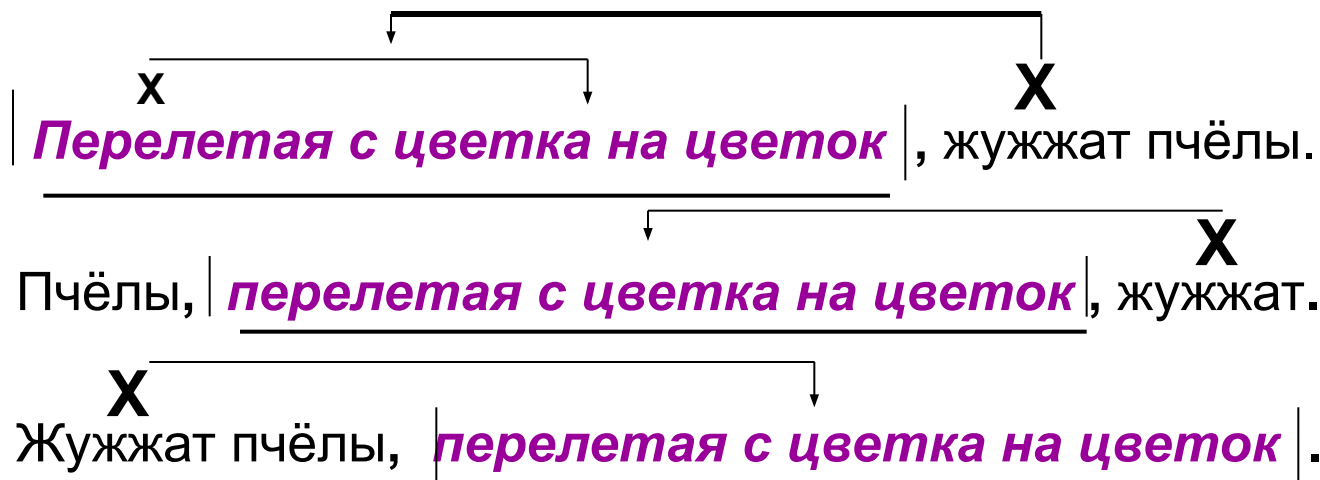 х Х
Перелетая с цветка на цветок , жужжат пчёлы.
Х
Пчёлы, перелетая с цветка на цветок , жужжат.
Х
Жужжат пчёлы, перелетая с цветка на цветок .